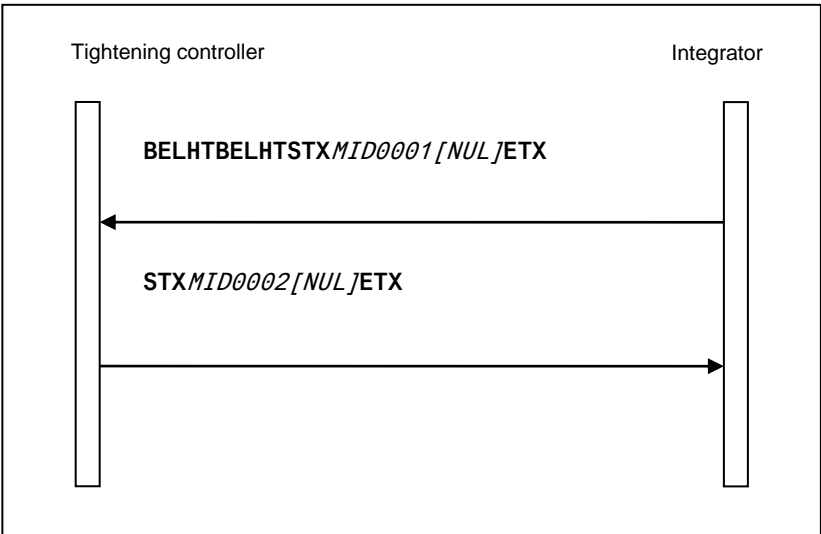 Tightening controller Integrator
BELHTBELHTSTXMID0001[NUL]ETX
STXMID0002[NUL]ETX